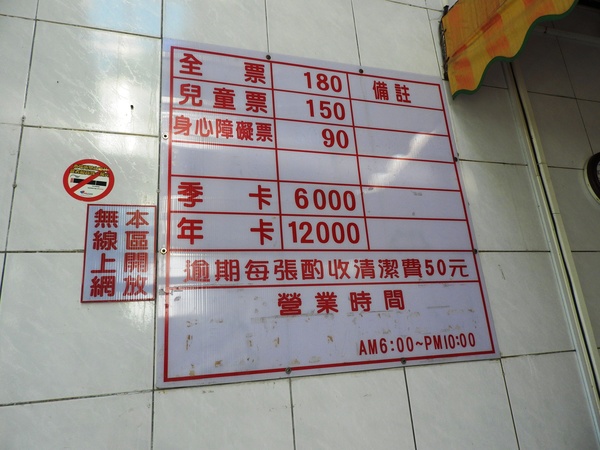 全票 180 備註
兒童票 150
身心障礙票 90
季卡 6000
年卡 12000
逾期每張酌收清潔費50元
營業時間
AM6:00~PM10:00
本區開放
無線上網